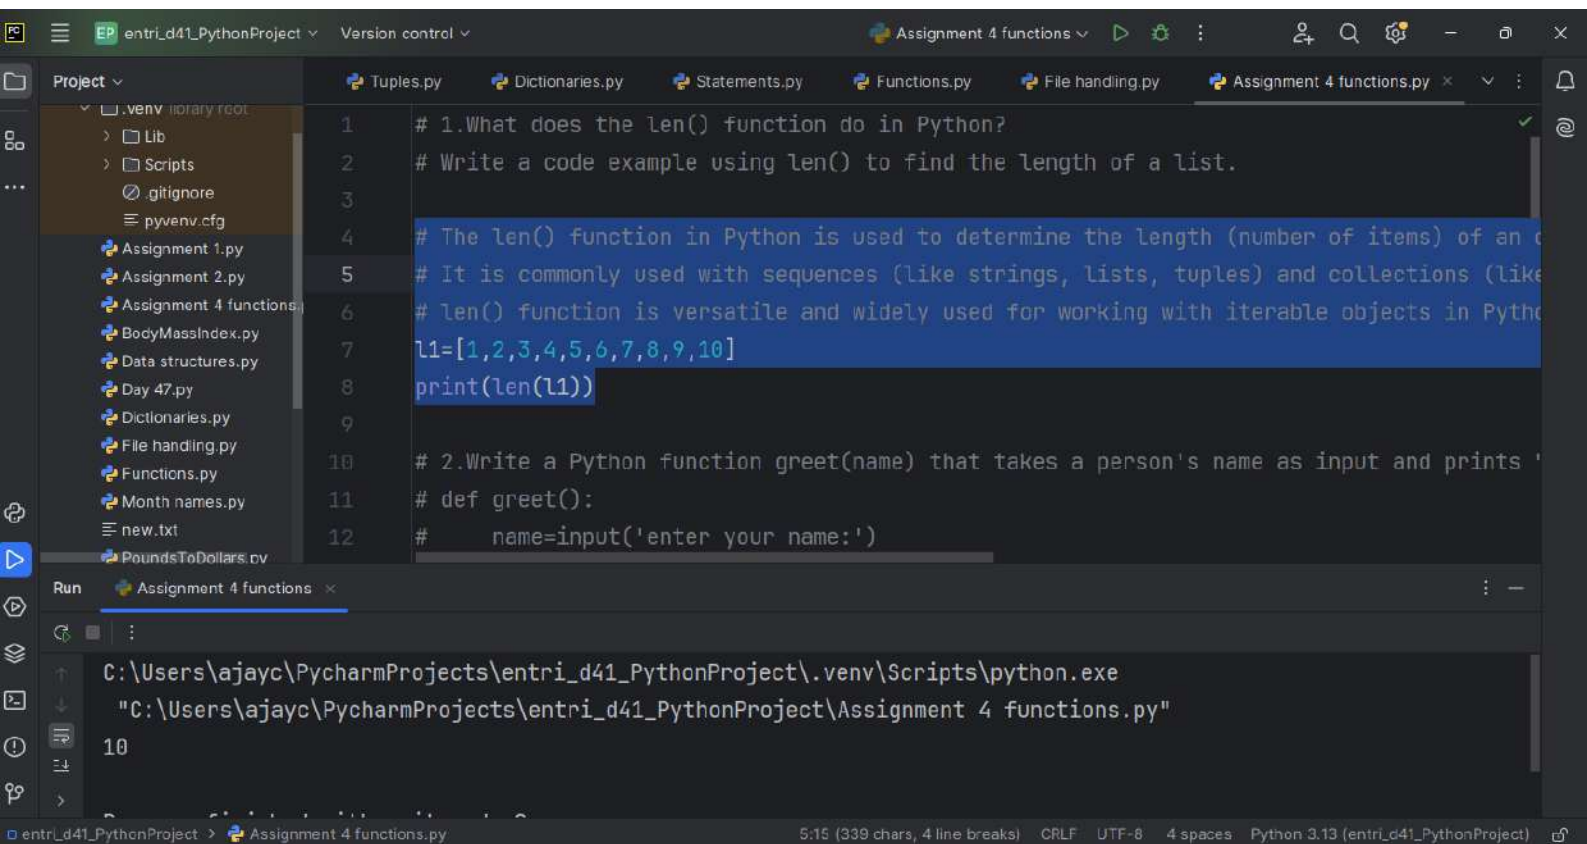 PC EP entri_d41_PythonProject Version control Assignment 4 functions
Project Tuples.py Dictionaries.py Statements.py Functions.py File handling.py Assignment 4 functions.py
.venv library root
Lib
Scripts
.gitignore
pyvenv.cfg
Assignment 1.py
Assignment 2.py
Assignment 4 functions.
BodyMassIndex.py
Data structures.py
Day 47.py
Dictionaries.py
File handling.py
Functions.py
Month names.py
new.txt
PoundsToDollars.py
1 # 1.What does the len() function do in Python?
2 # Write a code example using len() to find the length of a list.
3
4 # The len() function in Python is used to determine the length (number of items) of an
5 # It is commonly used with sequences (like strings, lists, tuples) and collections (like
6 # len() function is versatile and widely used for working with iterable objects in Pytho
7 l1=[1,2,3,4,5,6,7,8,9,10]
8 print(len(l1))
9
10 # 2.Write a Python function greet(name) that takes a person's name as input and prints '
11 # def greet():
12 #     name=input('enter your name:')
Run Assignment 4 functions
C:\Users\ajayc\PycharmProjects\entri_d41_PythonProject\.venv\Scripts\python.exe
"C:\Users\ajayc\PycharmProjects\entri_d41_PythonProject\Assignment 4 functions.py"
10
entri_d41_PythonProject > Assignment 4 functions.py 5:15 (339 chars, 4 line breaks) CRLF UTF-8 4 spaces Python 3.13 (entri_d41_PythonProject)